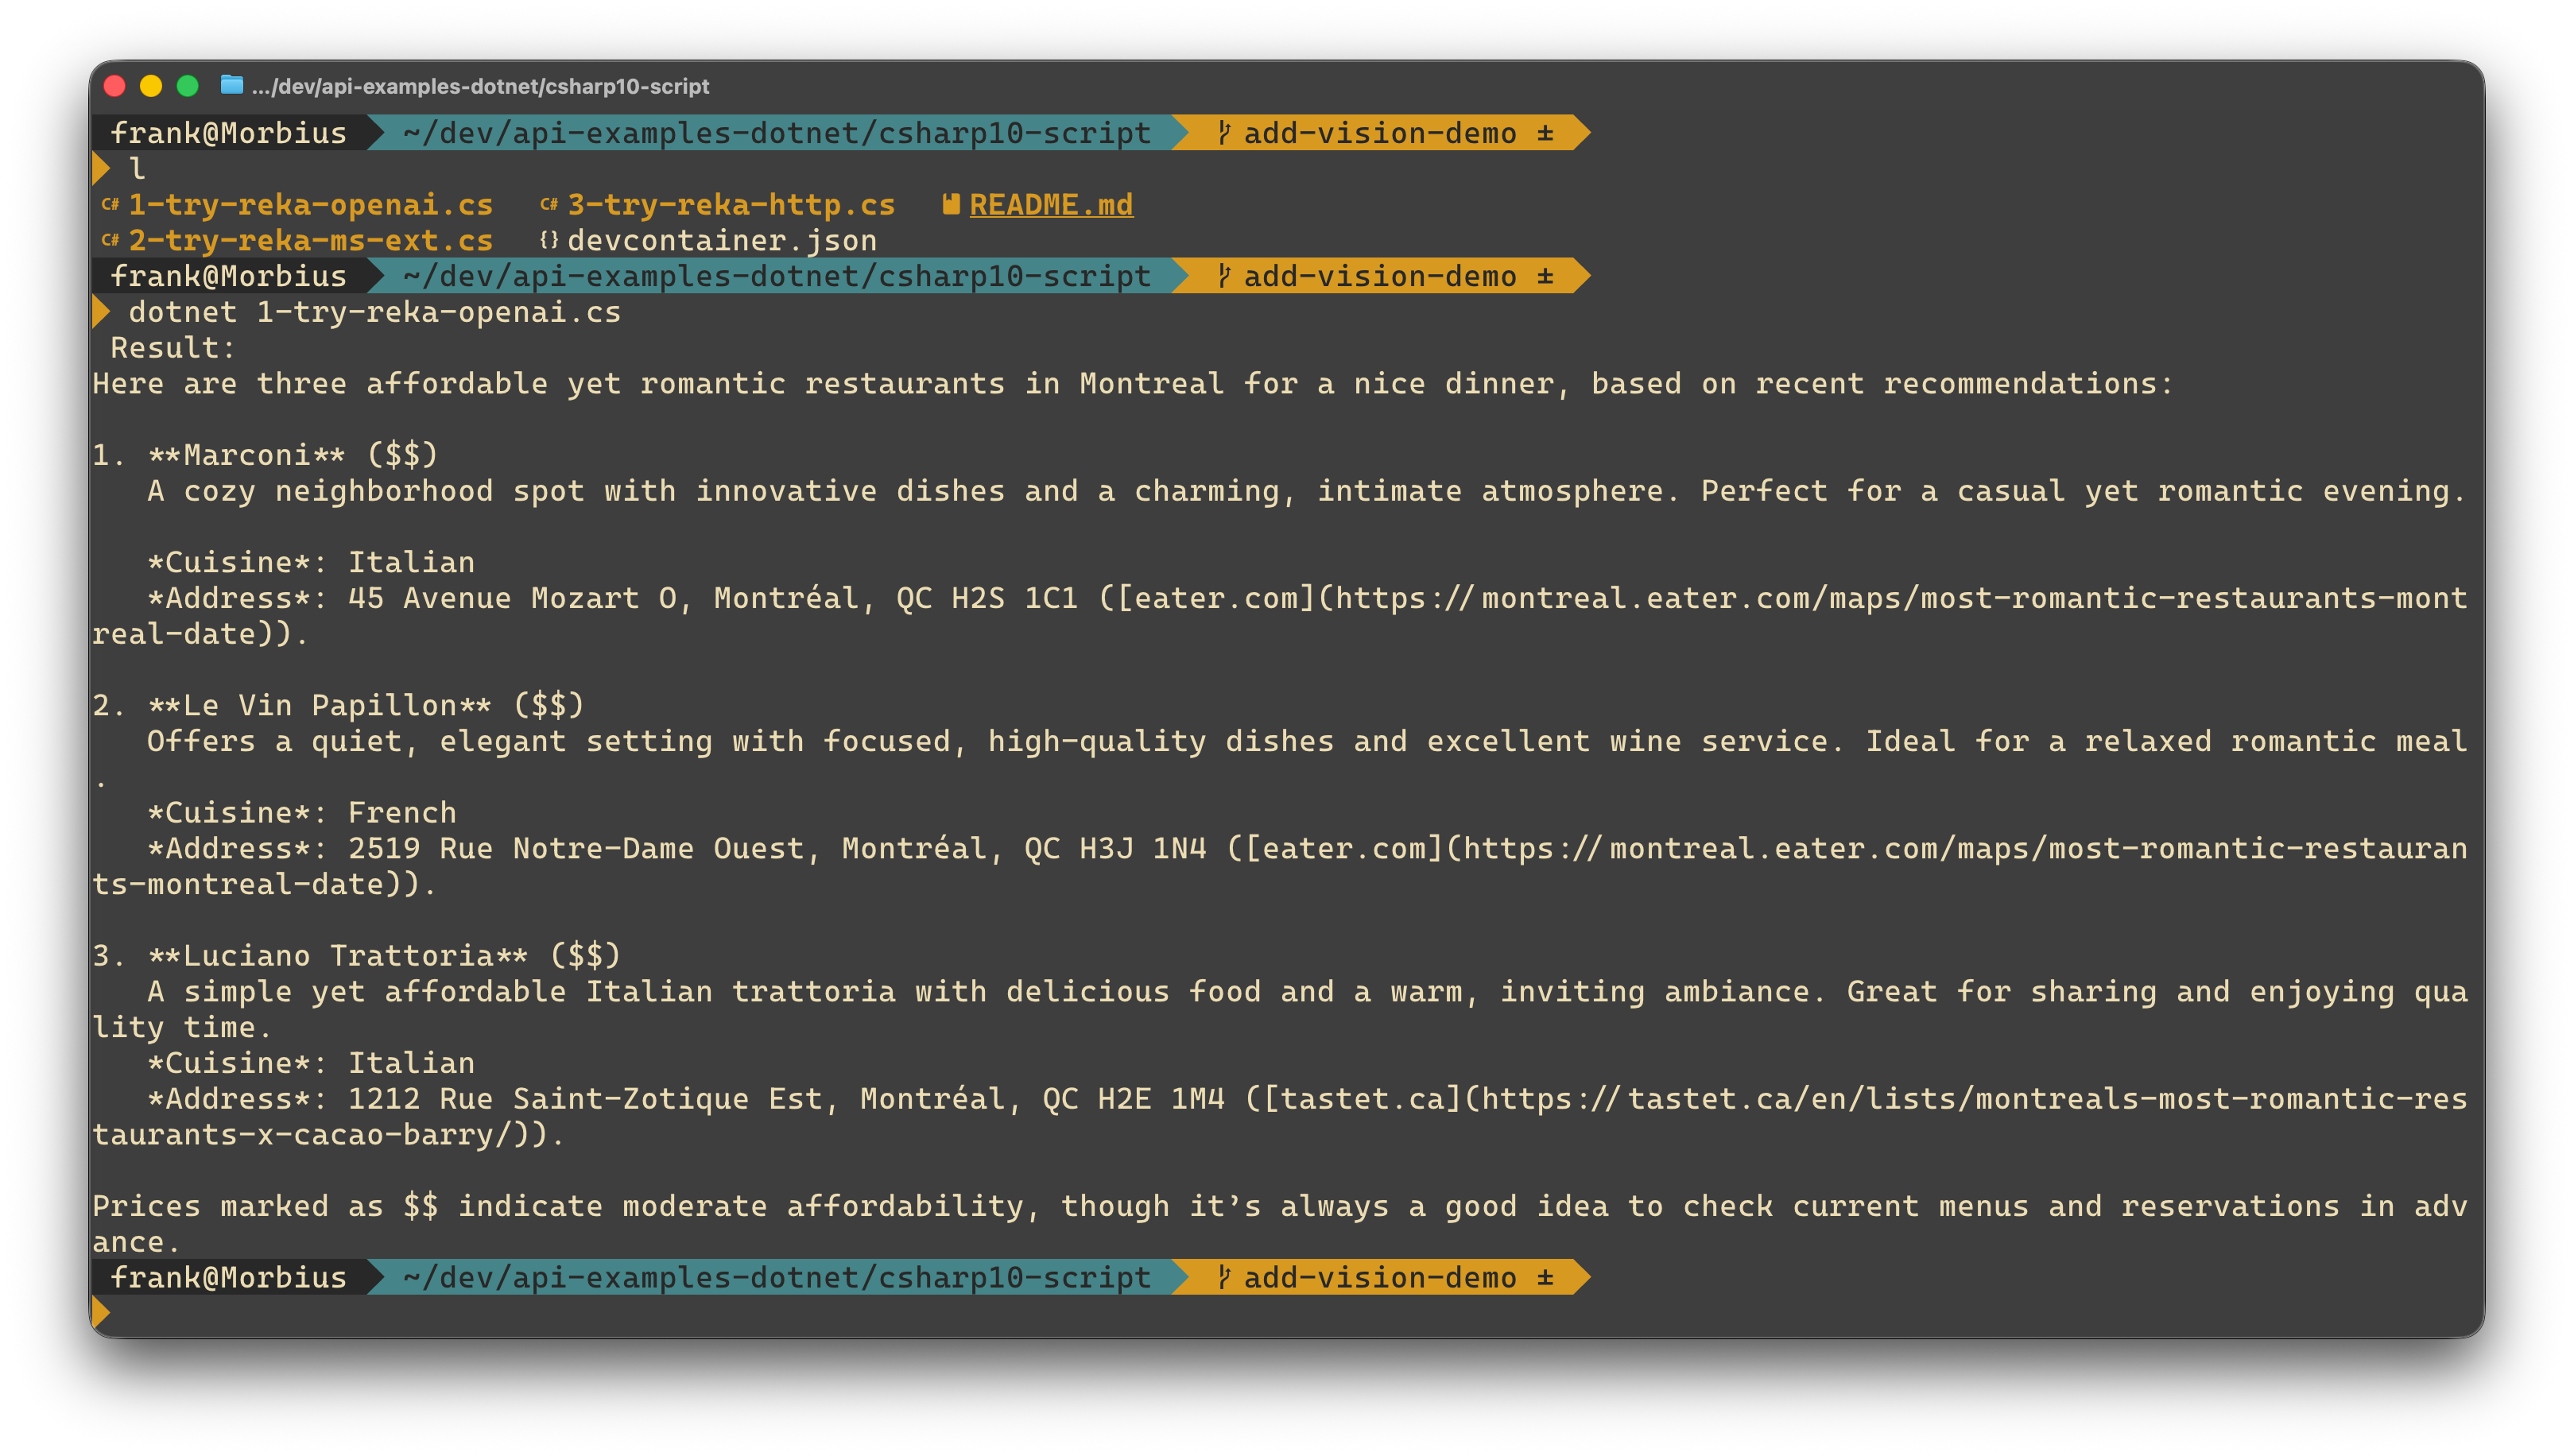 .../dev/api-examples-dotnet/csharp10-script
frank@Morbius ~/dev/api-examples-dotnet/csharp10-script add-vision-demo ±
l
C# 1-try-reka-openai.cs C# 3-try-reka-http.cs README.md
C# 2-try-reka-ms-ext.cs {} devcontainer.json
frank@Morbius ~/dev/api-examples-dotnet/csharp10-script add-vision-demo ±
dotnet 1-try-reka-openai.cs
Result:
Here are three affordable yet romantic restaurants in Montreal for a nice dinner, based on recent recommendations:
1. **Marconi** ($$)
A cozy neighborhood spot with innovative dishes and a charming, intimate atmosphere. Perfect for a casual yet romantic evening.
*Cuisine*: Italian
*Address*: 45 Avenue Mozart O, Montréal, QC H2S 1C1 ([eater.com](https://montreal.eater.com/maps/most-romantic-restaurants-mont
real-date)).
2. **Le Vin Papillon** ($$)
Offers a quiet, elegant setting with focused, high-quality dishes and excellent wine service. Ideal for a relaxed romantic meal
.
*Cuisine*: French
*Address*: 2519 Rue Notre-Dame Ouest, Montréal, QC H3J 1N4 ([eater.com](https://montreal.eater.com/maps/most-romantic-restauran
ts-montreal-date)).
3. **Luciano Trattoria** ($$)
A simple yet affordable Italian trattoria with delicious food and a warm, inviting ambiance. Great for sharing and enjoying qua
lity time.
*Cuisine*: Italian
*Address*: 1212 Rue Saint-Zotique Est, Montréal, QC H2E 1M4 ([tastet.ca](https://tastet.ca/en/lists/montreals-most-romantic-res
taurants-x-cacao-barry/)).
Prices marked as $$ indicate moderate affordability, though it’s always a good idea to check current menus and reservations in adv
ance.
frank@Morbius ~/dev/api-examples-dotnet/csharp10-script add-vision-demo ±